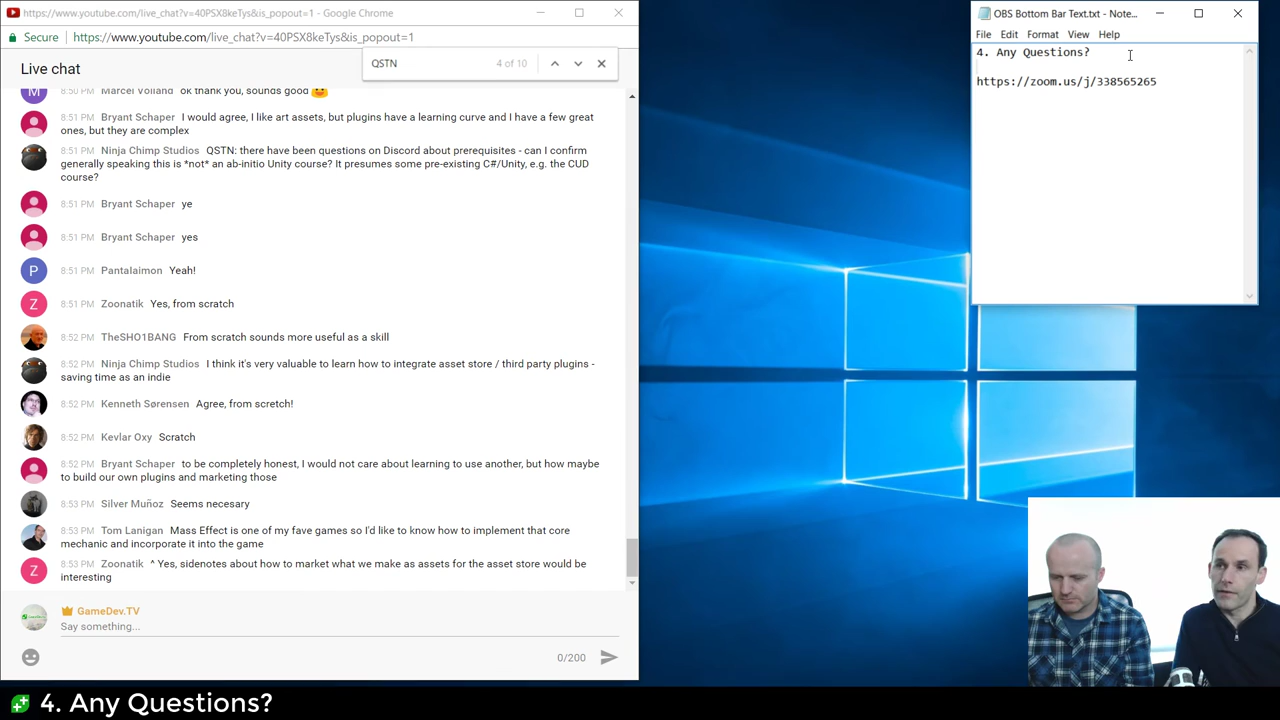 https://www.youtube.com/live_chat?v=40PSX8keTys&is_popout=1 - Google Chrome
Secure
https://www.youtube.com/live_chat?v=40PSX8keTys&is_popout=1
QSTN
4 of 10
Live chat
M
8:50 PM Marcel Volland ok thank you, sounds good
8:51 PM Bryant Schaper I would agree, I like art assets, but plugins have a learning curve and I have a few great
ones, but they are complex
8:51 PM Ninja Chimp Studios QSTN: there have been questions on Discord about prerequisites - can I confirm
generally speaking this is *not* an ab-initio Unity course? It presumes some pre-existing C#/Unity, e.g. the CUD
course?
8:51 PM Bryant Schaper ye
8:51 PM Bryant Schaper yes
P
8:51 PM Pantalaimon Yeah!
Z
8:51 PM Zoonatik Yes, from scratch
8:52 PM TheSHO1BANG From scratch sounds more useful as a skill
8:52 PM Ninja Chimp Studios I think it's very valuable to learn how to integrate asset store / third party plugins -
saving time as an indie
8:52 PM Kenneth Sørensen Agree, from scratch!
8:52 PM Kevlar Oxy Scratch
8:52 PM Bryant Schaper to be completely honest, I would not care about learning to use another, but how maybe
to build our own plugins and marketing those
8:53 PM Silver Muñoz Seems necesary
8:53 PM Tom Lanigan Mass Effect is one of my fave games so I'd like to know how to implement that core
mechanic and incorporate it into the game
Z
8:53 PM Zoonatik ^ Yes, sidenotes about how to market what we make as assets for the asset store would be
interesting
GameDev.TV
Say something...
0/200
OBS Bottom Bar Text.txt - Note...
File Edit Format View Help
4. Any Questions?
https://zoom.us/j/338565265
4. Any Questions?